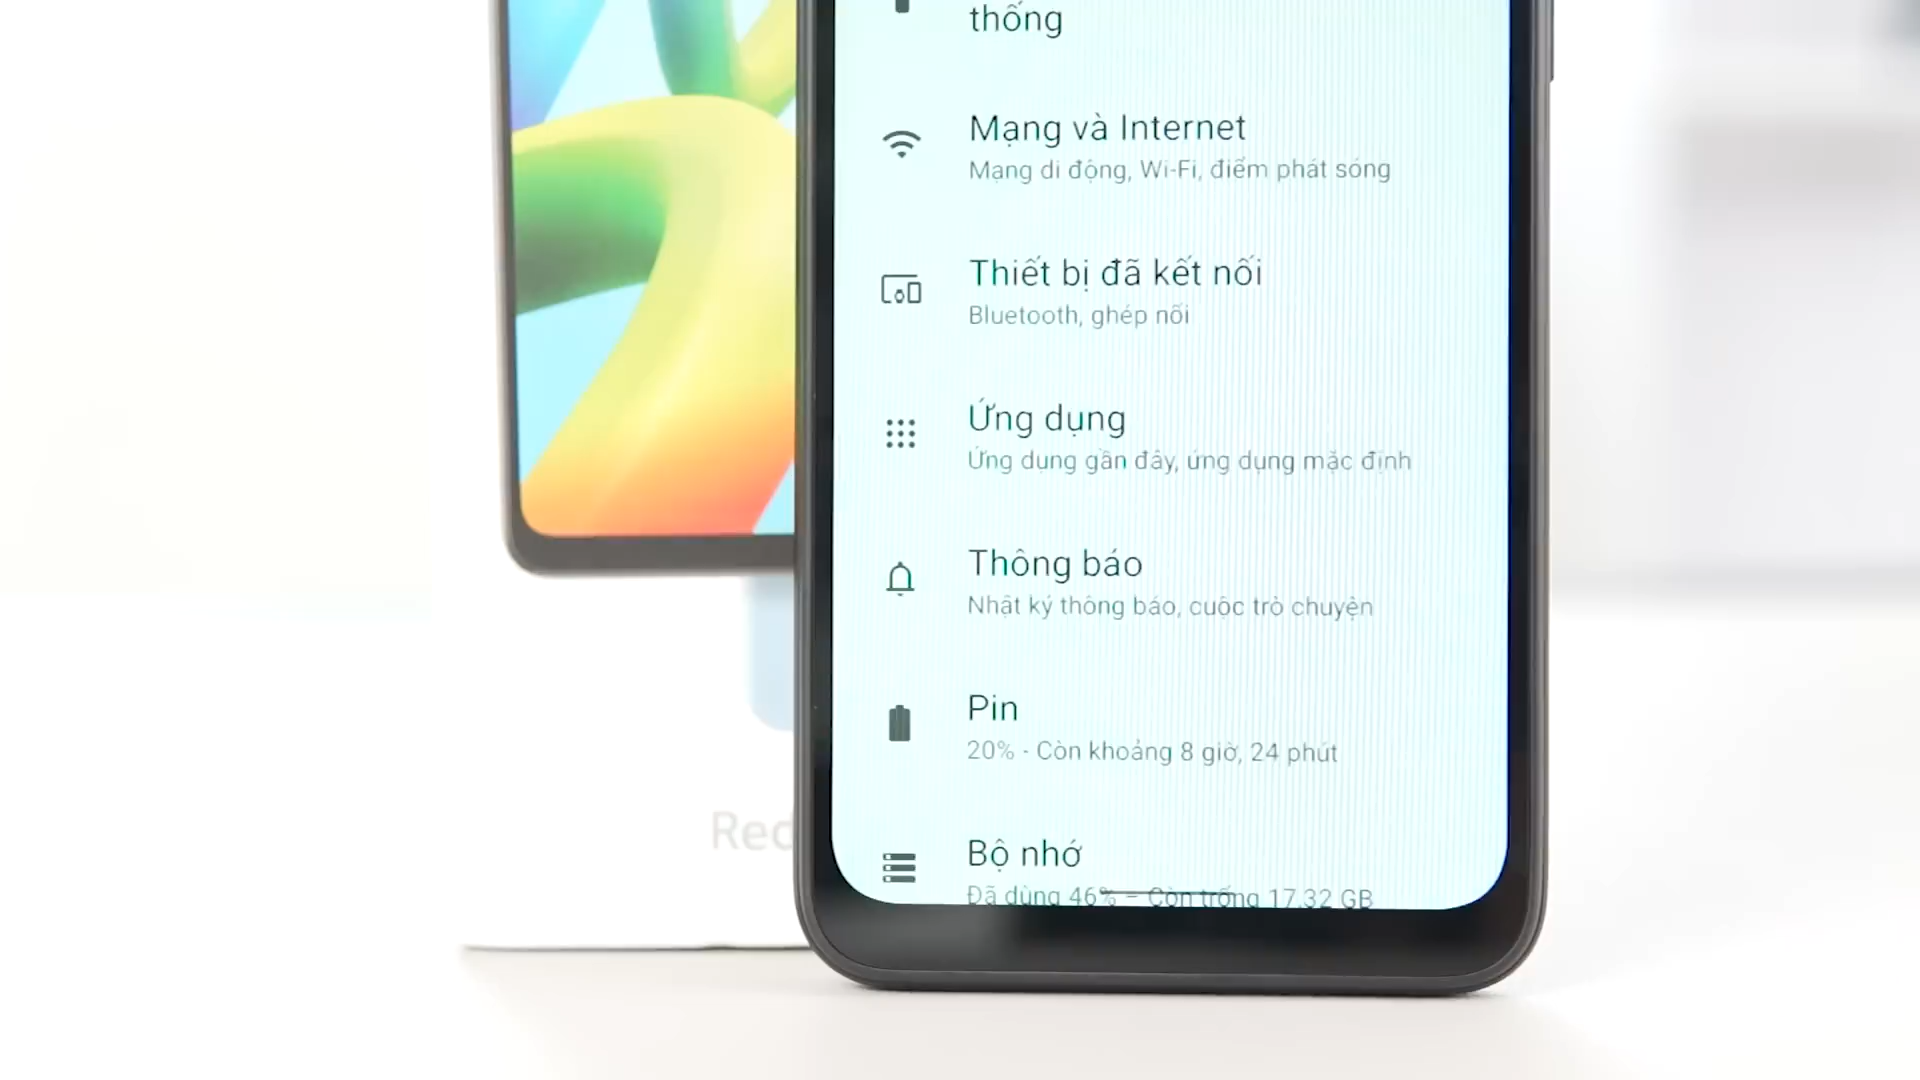 thống
Mạng và Internet
Mạng di động, Wi-Fi, điểm phát sóng
Thiết bị đã kết nối
Bluetooth, ghép nối
Ứng dụng
Ứng dụng gần đây, ứng dụng mặc định
Thông báo
Nhật ký thông báo, cuộc trò chuyện
Pin
20% - Còn khoảng 8 giờ, 24 phút
Red
Bộ nhớ
Đã dùng 46% – Còn trống 17,32 GB